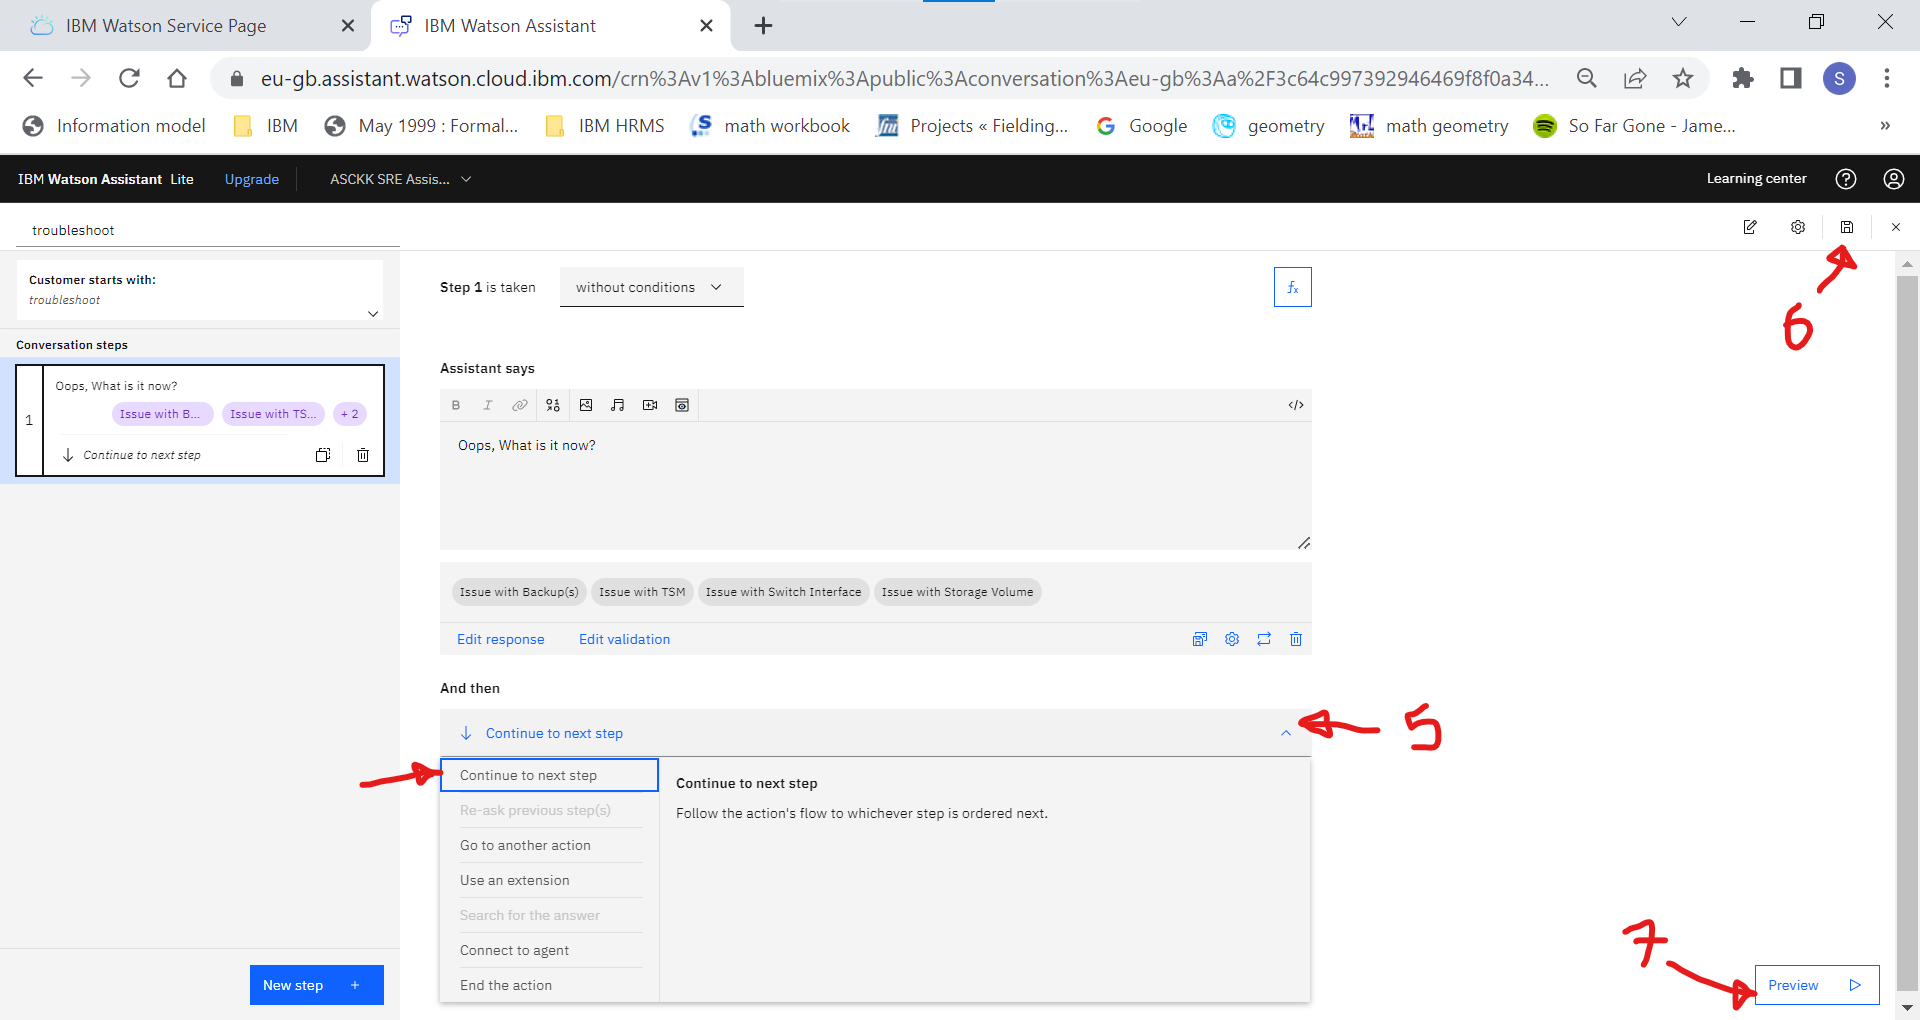 IBM Watson Service Page
IBM Watson Assistant
eu-gb.assistant.watson.cloud.ibm.com/crn%3Av1%3Abluemix%3Apublic%3Aconversation%3Aeu-gb%3Aa%2F3c64c997392946469f8f0a34...
S
Information model
IBM
May 1999 : Formal...
IBM HRMS
math workbook
Projects « Fielding...
Google
geometry
math geometry
So Far Gone - Jame...
»
IBM Watson Assistant Lite
Upgrade
ASCKK SRE Assis...
Learning center
troubleshoot
Customer starts with:
troubleshoot
Step 1 is taken
without conditions
fx
6
Conversation steps
1
Oops, What is it now?
Issue with B...
Issue with TS...
+ 2
Continue to next step
Assistant says
B
I
</>
Oops, What is it now?
Issue with Backup(s)
Issue with TSM
Issue with Switch Interface
Issue with Storage Volume
Edit response
Edit validation
And then
Continue to next step
5
Continue to next step
Re-ask previous step(s)
Go to another action
Use an extension
Search for the answer
Connect to agent
End the action
Continue to next step
Follow the action's flow to whichever step is ordered next.
7
New step +
Preview